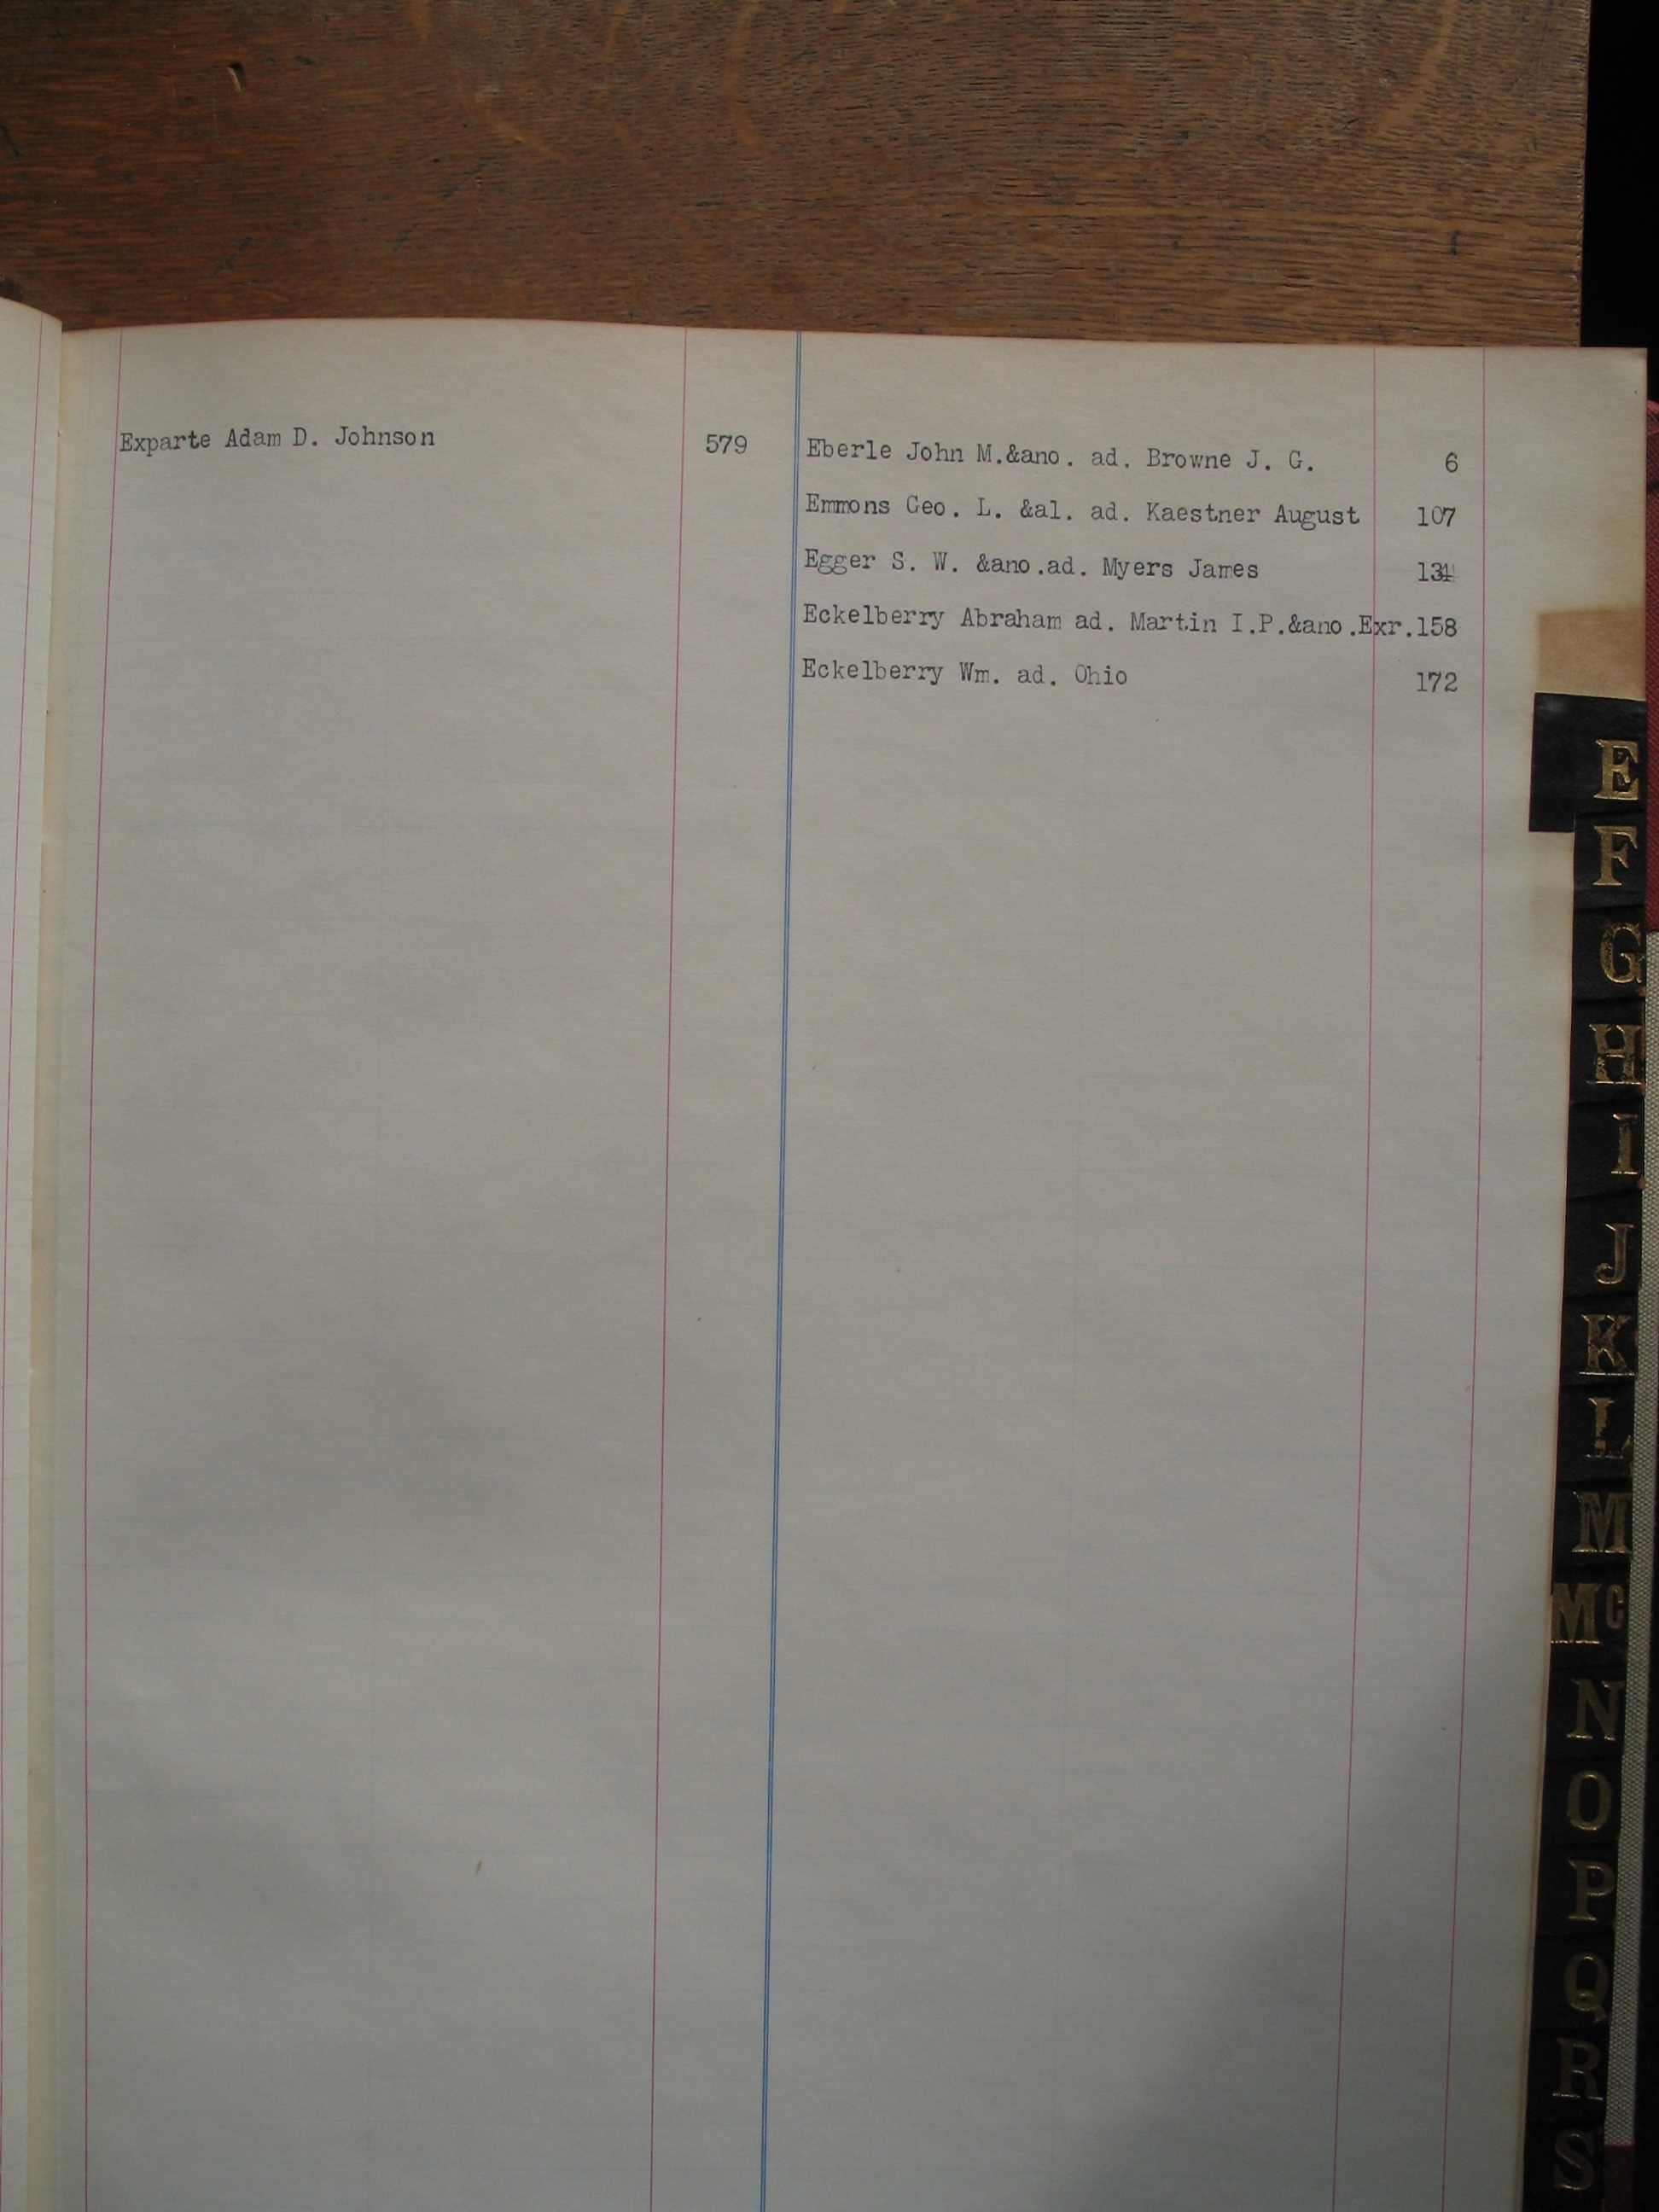 Exparte Adam D. Johnson 579
Eberle John M.&ano. ad. Browne J. G. 6
Emmons Geo. L. &al. ad. Kaestner August 107
Egger S. W. &ano.ad. Myers James
Eckelberry Abraham ad. Martin I.P.&ano.Exr.158
Eckelberry Wm. ad. Ohio 172
E
F
G
H
I
J
K
L
M
Mc
N
O
P
Q
R
S